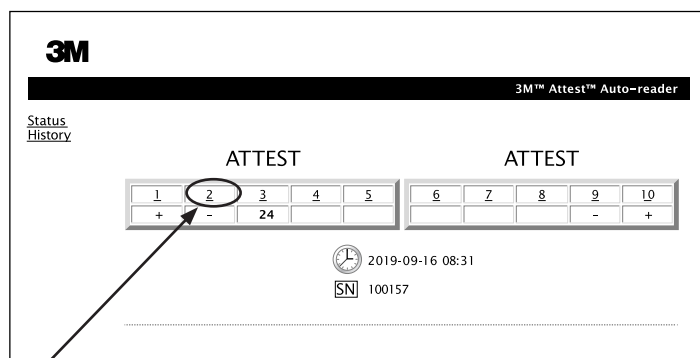 3M
3M™ Attest™ Auto-reader
Status
History
ATTEST ATTEST
1 2 3 4 5 6 7 8 9 10
+ – 24 – +
2019-09-16 08:31
SN 100157